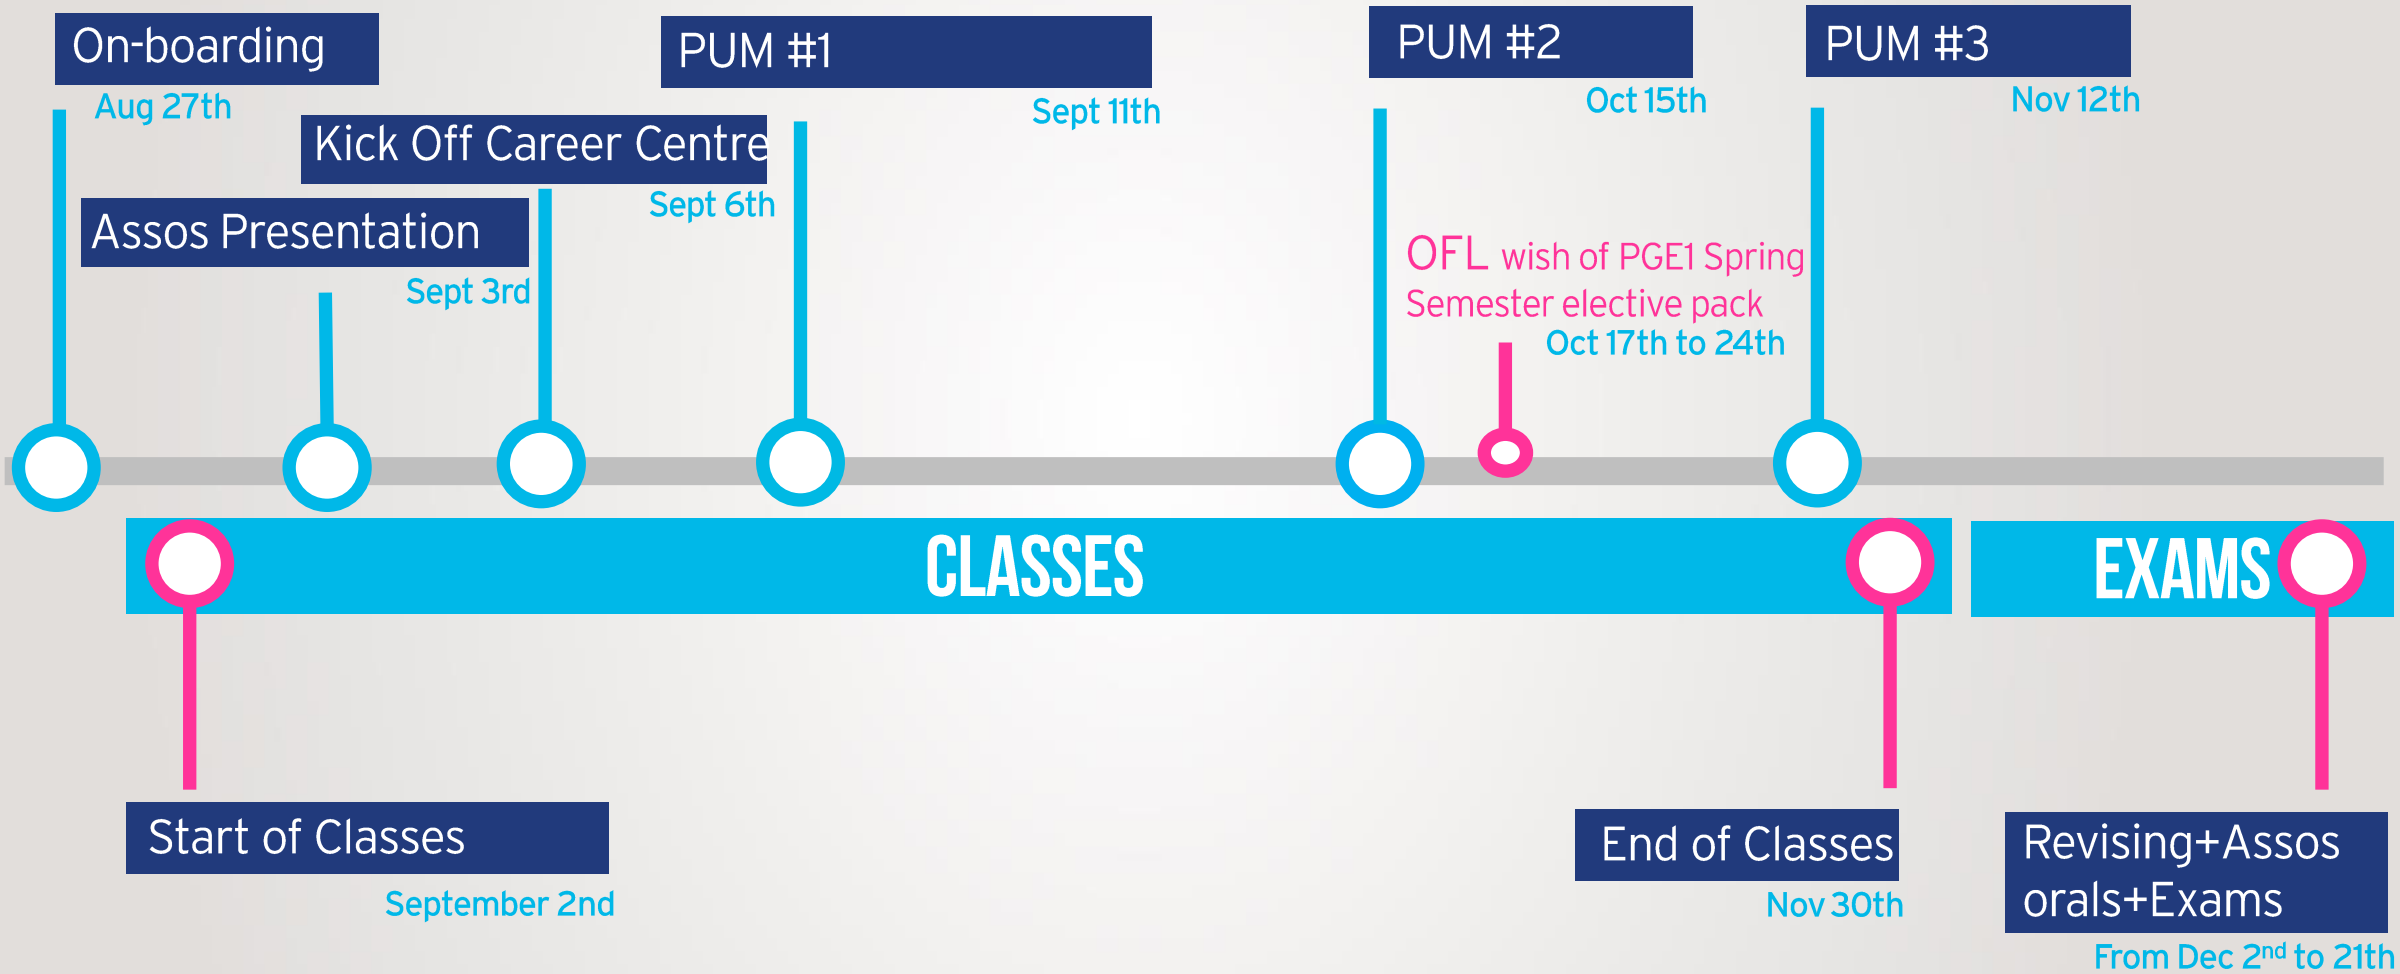 On-boarding
Aug 27th
PUM #1
Sept 11th
PUM #2
Oct 15th
PUM #3
Nov 12th
Kick Off Career Centre
Sept 6th
Assos Presentation
Sept 3rd
OFL wish of PGE1 Spring
Semester elective pack
Oct 17th to 24th
CLASSES
EXAMS
Start of Classes
September 2nd
End of Classes
Nov 30th
Revising+Assos
orals+Exams
From Dec 2nd to 21th